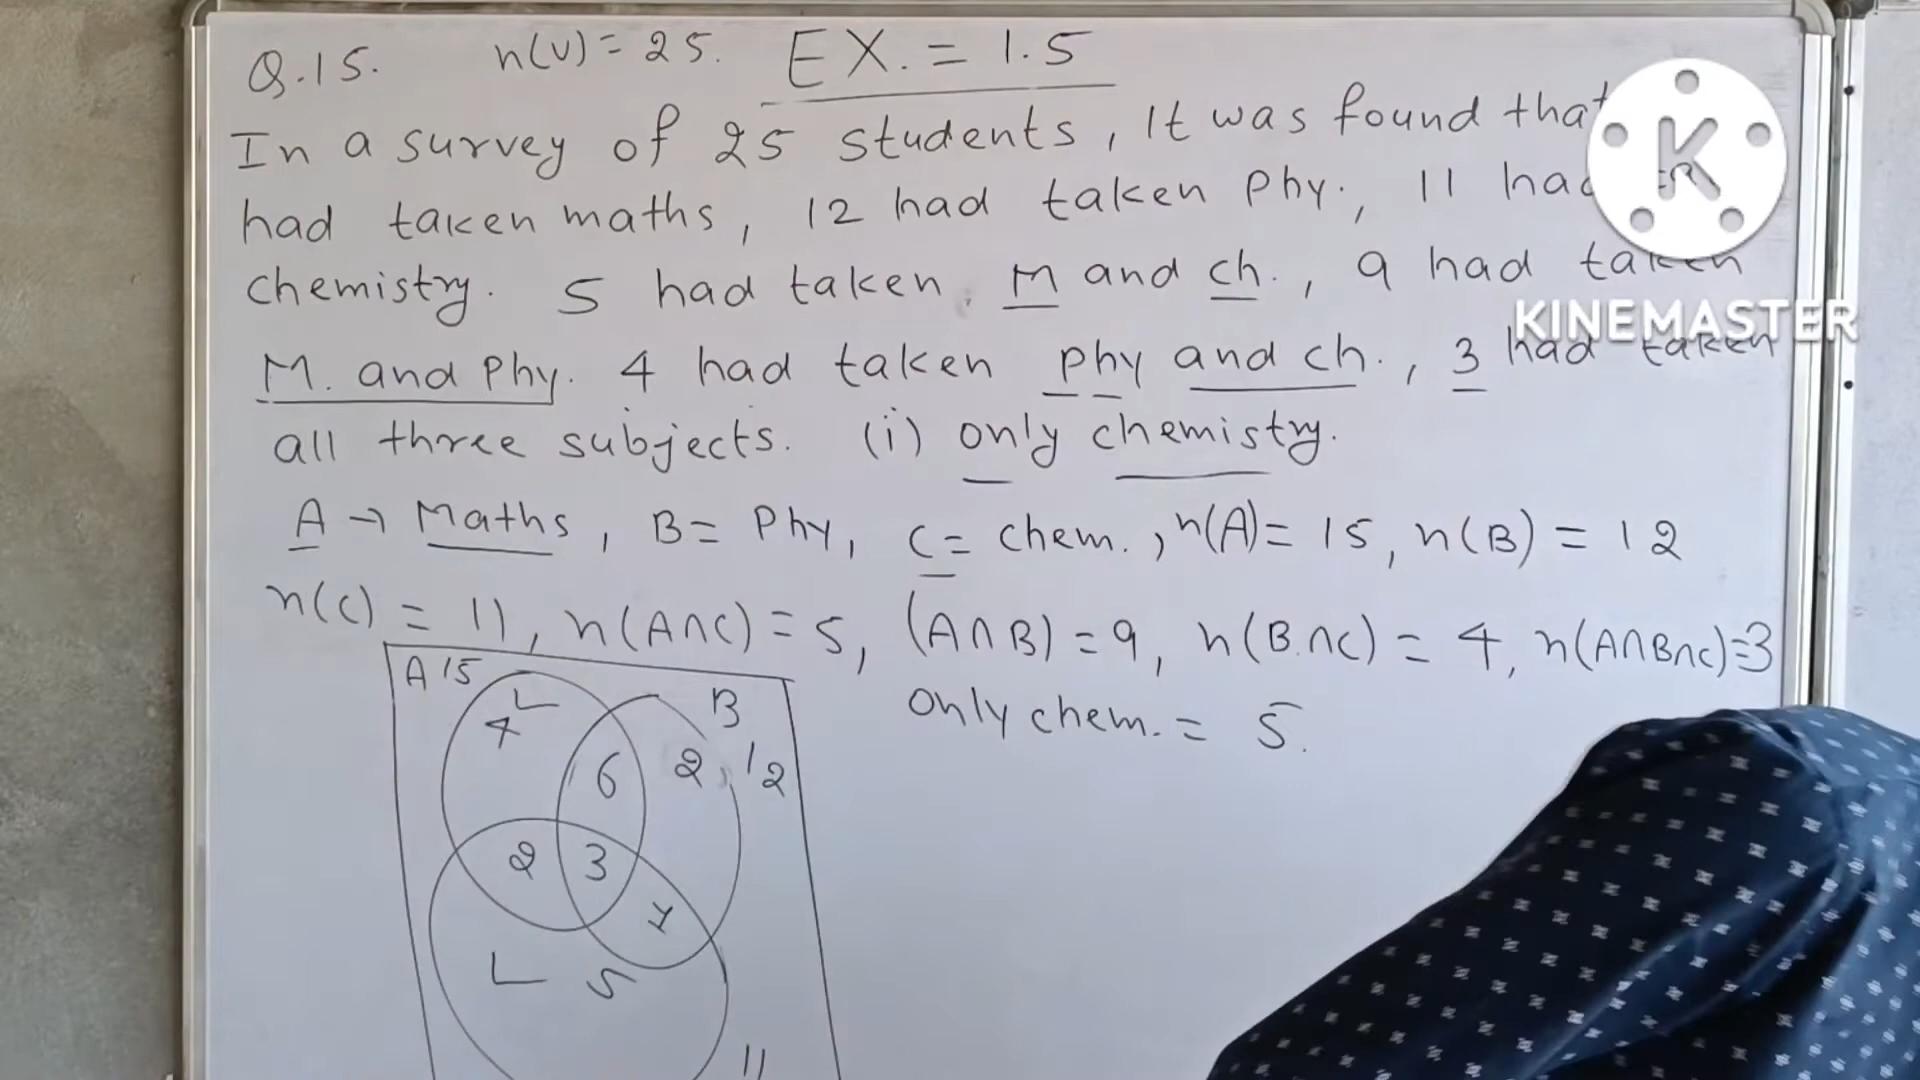 Q.15. n(U) = 25. EX. = 1.5
In a survey of 25 students, It was found that
had taken maths, 12 had taken Phy., 11 had
chemistry. 5 had taken M and ch., 9 had taken
M. and Phy. 4 had taken phy and ch., 3 had taken
all three subjects. (i) only chemistry.
A → Maths, B = Phy, C = chem., n(A) = 15, n(B) = 12
n(C) = 11, n(A∩C) = 5, (A∩B) = 9, n(B∩C) = 4, n(A∩B∩C)=3
Only chem. = 5.
A 15
B
4
6
2
12
2
3
1
5
11
K
KINEMASTER